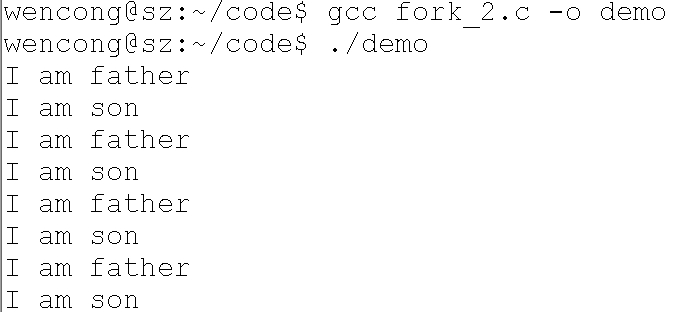 wencong@sz:~/code$ gcc fork_2.c -o demo
wencong@sz:~/code$ ./demo
I am father
I am son
I am father
I am son
I am father
I am son
I am father
I am son